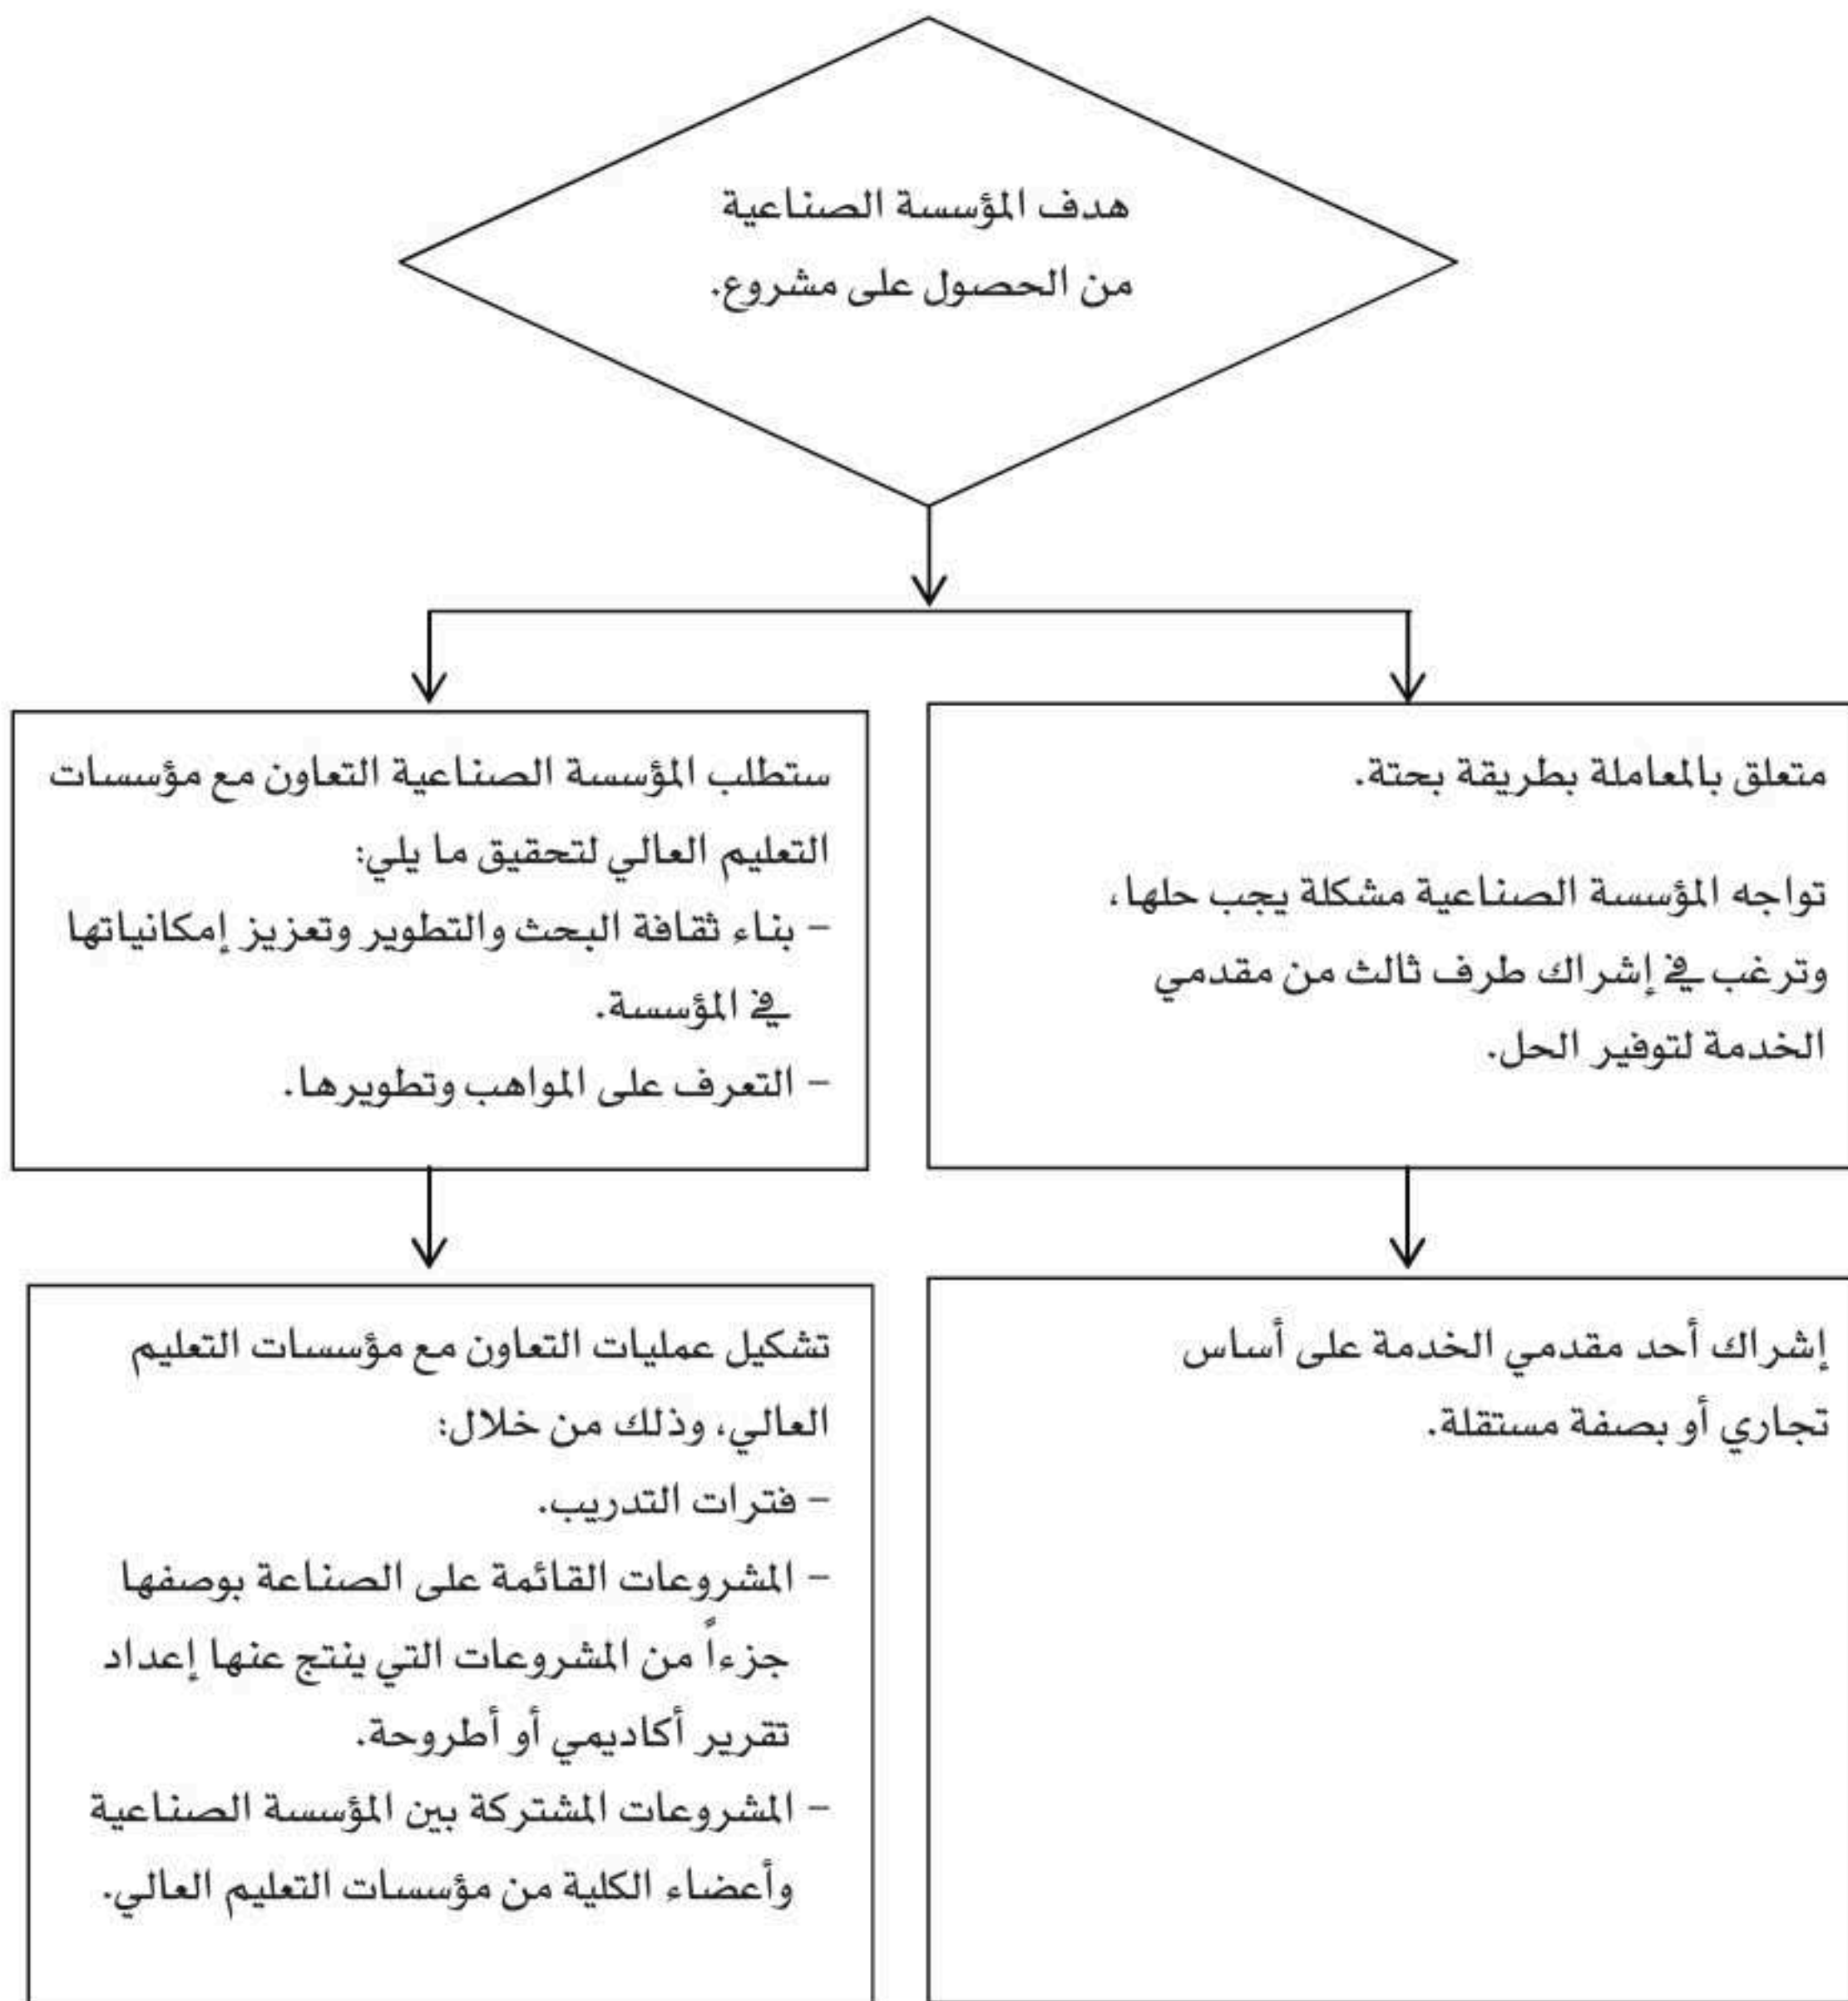 هدف المؤسسة الصناعية
من الحصول على مشروع.
متعلق بالمعاملة بطريقة بحتة.
تواجه المؤسسة الصناعية مشكلة يجب حلها،
وترغب في إشراك طرف ثالث من مقدمي
الخدمة لتوفير الحل.
ستطلب المؤسسة الصناعية التعاون مع مؤسسات
التعليم العالي لتحقيق ما يلي:
– بناء ثقافة البحث والتطوير وتعزيز إمكانياتها
في المؤسسة.
– التعرف على المواهب وتطويرها.
إشراك أحد مقدمي الخدمة على أساس
تجاري أو بصفة مستقلة.
تشكيل عمليات التعاون مع مؤسسات التعليم
العالي، وذلك من خلال:
– فترات التدريب.
– المشروعات القائمة على الصناعة بوصفها
جزءاً من المشروعات التي ينتج عنها إعداد
تقرير أكاديمي أو أطروحة.
– المشروعات المشتركة بين المؤسسة الصناعية
وأعضاء الكلية من مؤسسات التعليم العالي.